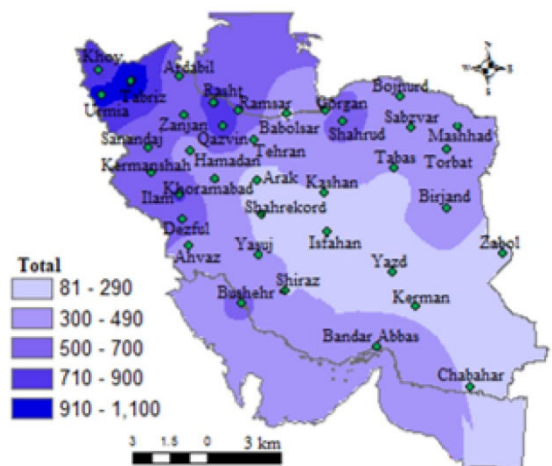 N
Khoy
Ardabil
Tabriz
Urmia
Rasht
Ramsar
Gorgan
Bojnurd
Zanjan
Babolsar
Shahrud
Sabzvar
Mashhad
Sanandaj
Qazvin
Tehran
Hamadan
Torbat
Kermanshah
Tabas
Ilam
Khoramabad
Arak
Kashan
Birjand
Shahrekord
Dezful
Isfahan
Zabol
Ahvaz
Yasuj
Yazd
Shiraz
Bushehr
Kerman
Bandar Abbas
Chabahar
Total
81 - 290
300 - 490
500 - 700
710 - 900
910 - 1,100
3 1.5 0 3 km